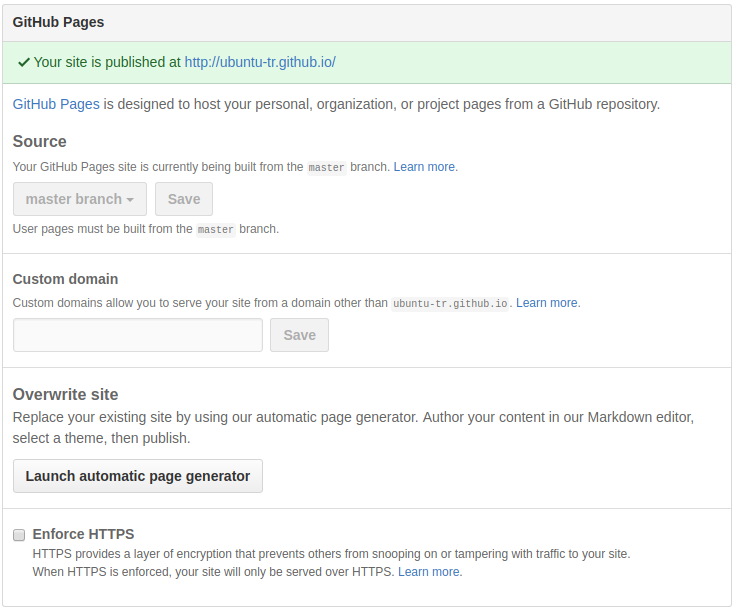 GitHub Pages
Your site is published at http://ubuntu-tr.github.io/
GitHub Pages is designed to host your personal, organization, or project pages from a GitHub repository.
Source
Your GitHub Pages site is currently being built from the master branch. Learn more.
master branch
Save
User pages must be built from the master branch.
Custom domain
Custom domains allow you to serve your site from a domain other than ubuntu-tr.github.io. Learn more.
Save
Overwrite site
Replace your existing site by using our automatic page generator. Author your content in our Markdown editor,
select a theme, then publish.
Launch automatic page generator
Enforce HTTPS
HTTPS provides a layer of encryption that prevents others from snooping on or tampering with traffic to your site.
When HTTPS is enforced, your site will only be served over HTTPS. Learn more.